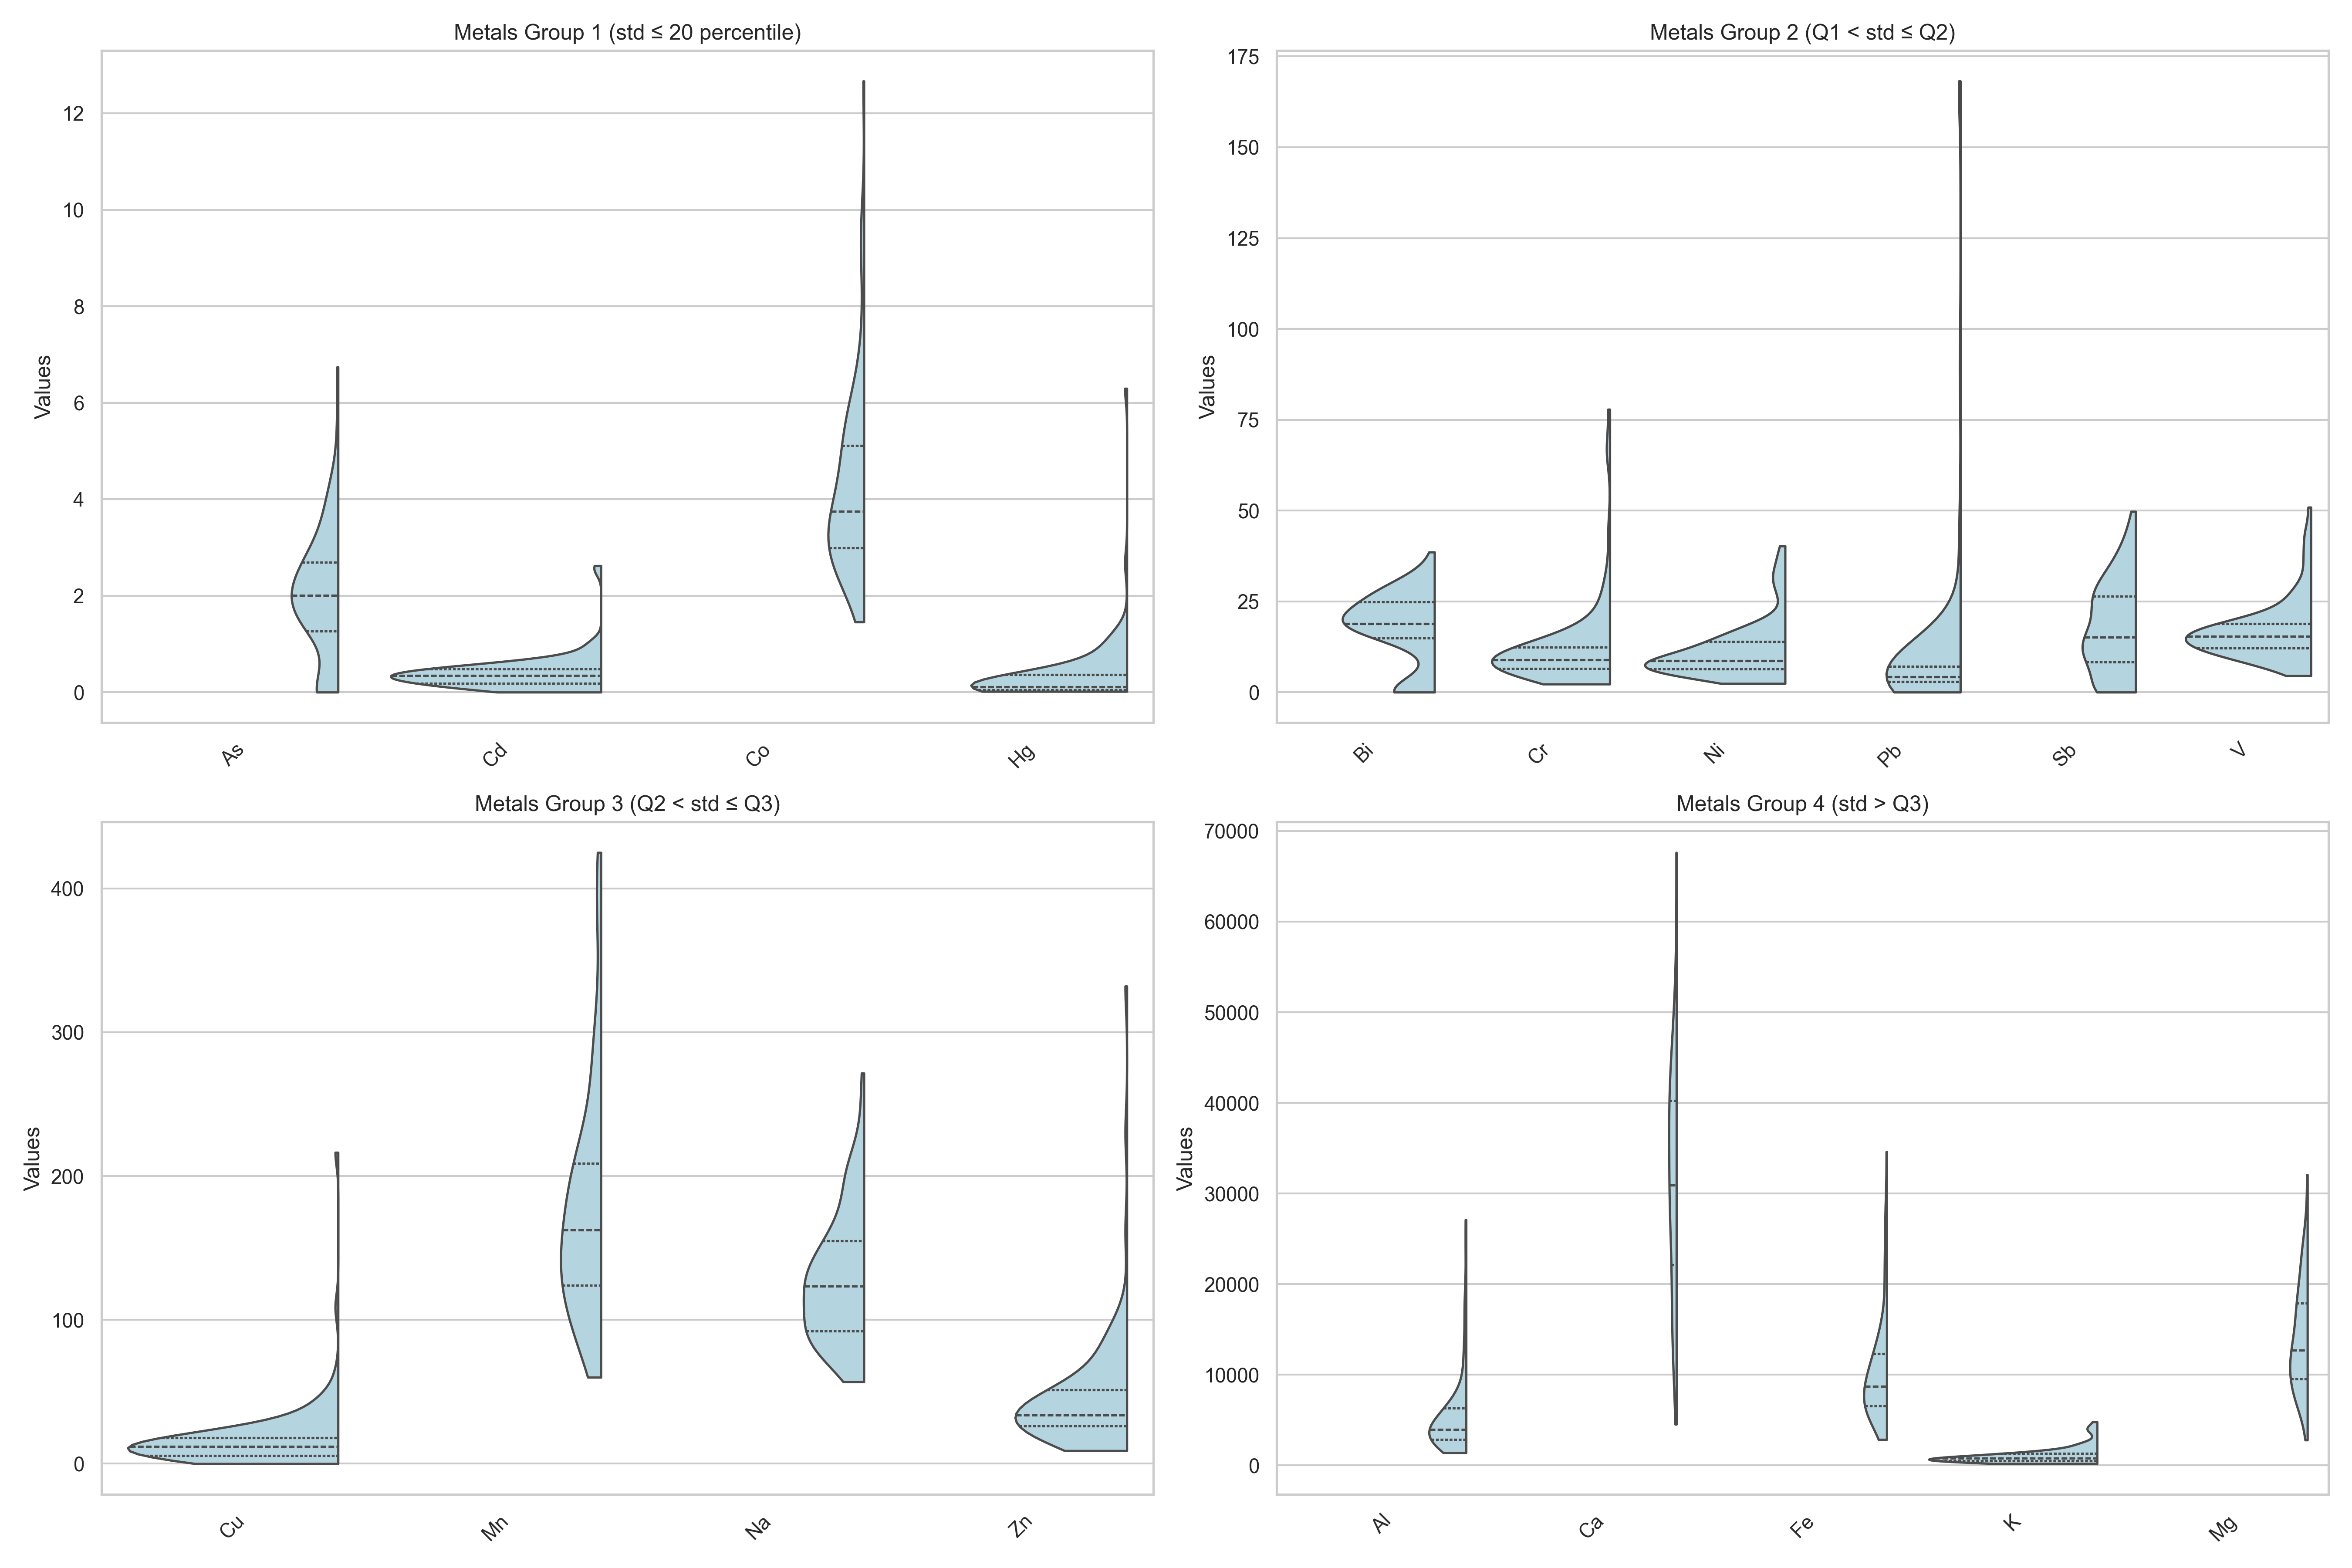 Metals Group 1 (std ≤ 20 percentile)
Values
12
10
8
6
4
2
0
As
Cd
Co
Hg
Metals Group 2 (Q1 < std ≤ Q2)
Values
175
150
125
100
75
50
25
0
Bi
Cr
Ni
Pb
Sb
V
Metals Group 3 (Q2 < std ≤ Q3)
Values
400
300
200
100
0
Cu
Mn
Na
Zn
Metals Group 4 (std > Q3)
Values
70000
60000
50000
40000
30000
20000
10000
0
Al
Ca
Fe
K
Mg